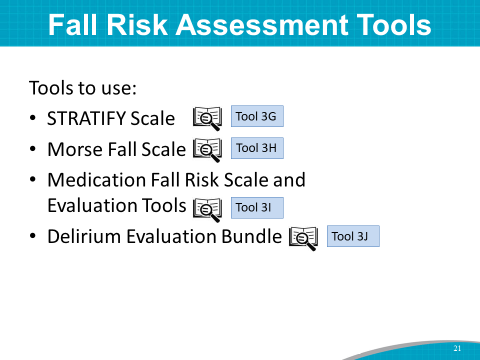 Fall Risk Assessment Tools
Tools to use:
• STRATIFY Scale Tool 3G
• Morse Fall Scale Tool 3H
• Medication Fall Risk Scale and
Evaluation Tools Tool 3I
• Delirium Evaluation Bundle Tool 3J
21